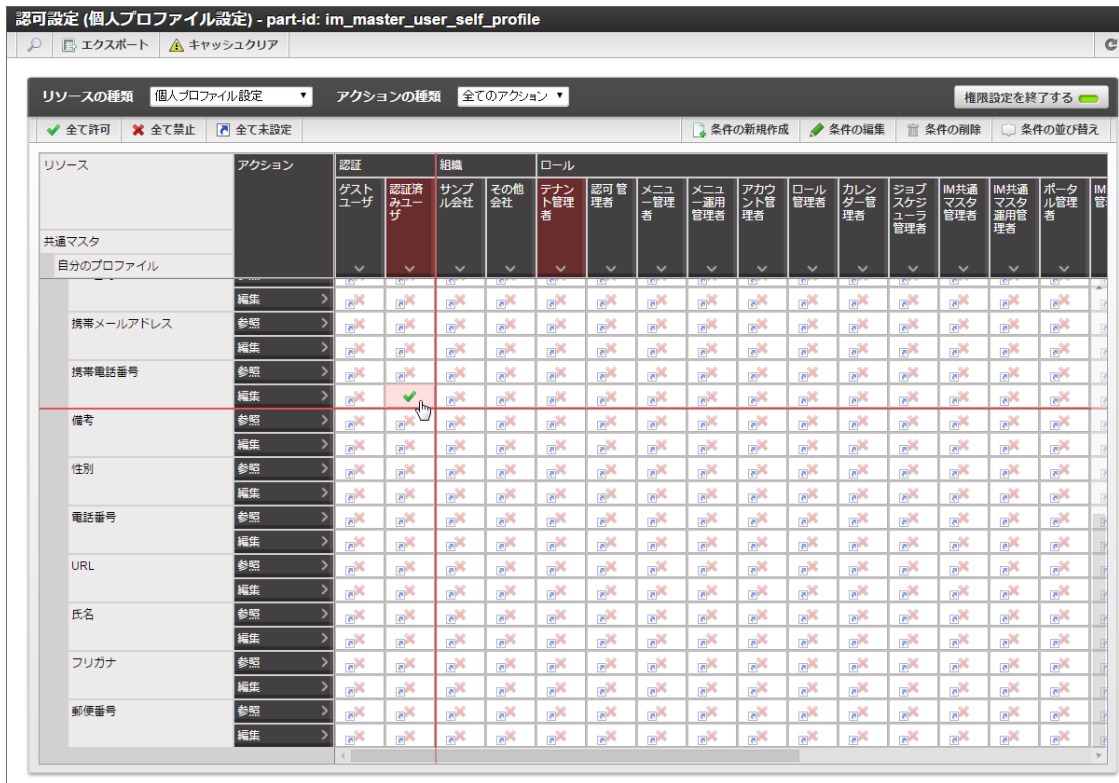 認可設定 (個人プロファイル設定) - part-id: im_master_user_self_profile
エクスポート キャッシュクリア
リソースの種類 個人プロファイル設定 アクションの種類 全てのアクション 権限設定を終了する
全て許可 全て禁止 全て未設定 条件の新規作成 条件の編集 条件の削除 条件の並び替え
リソース アクション 認証 組織 ロール
ゲストユーザ 認証済みユーザ サンプル会社 その他会社 テナント管理者 認可 管理者 メニュー管理者 メニュー運用管理者 アカウント管理者 ロール管理者 カレンダー管理者 ジョブスケジューラ管理者 IM共通マスタ管理者 IM共通マスタ運用管理者 ポータル管理者
共通マスタ
自分のプロファイル
編集
携帯メールアドレス 参照
編集
携帯電話番号 参照
編集
備考 参照
編集
性別 参照
編集
電話番号 参照
編集
URL 参照
編集
氏名 参照
編集
フリガナ 参照
編集
郵便番号 参照
編集